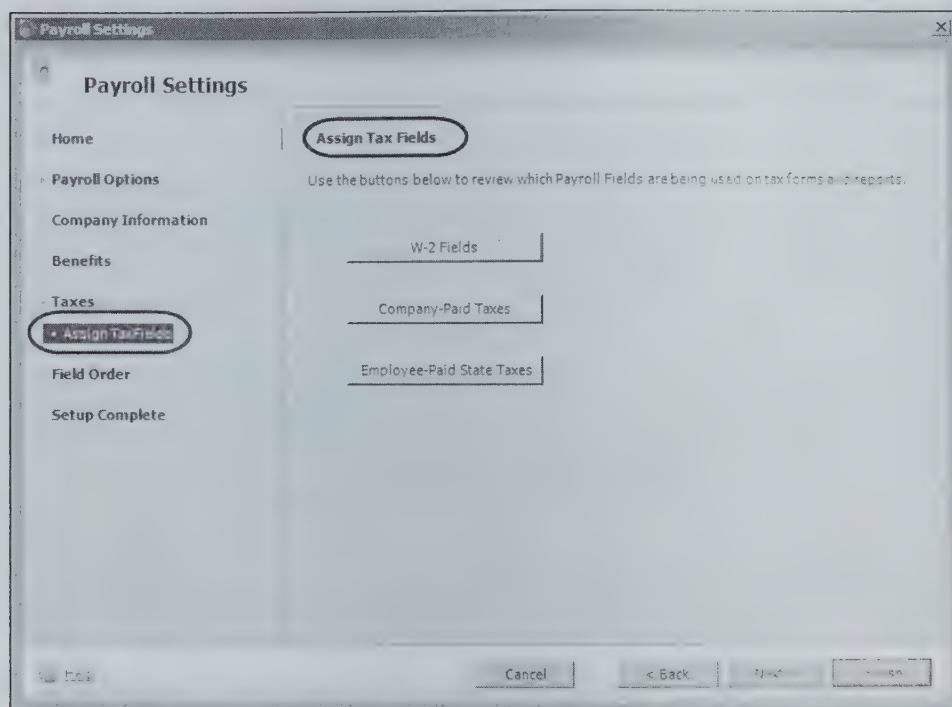 Payroll Settings
Payroll Settings
Home
Payroll Options
Company Information
Benefits
Taxes
Assign Tax Fields
Field Order
Setup Complete
Assign Tax Fields
Use the buttons below to review which Payroll Fields are being used on tax forms and reports.
W-2 Fields
Company-Paid Taxes
Employee-Paid State Taxes
Cancel
< Back